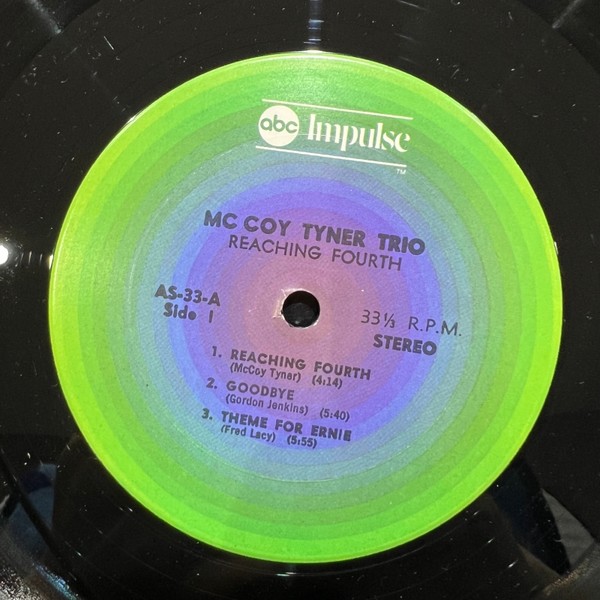 abc Impulse
TM
MC COY TYNER TRIO
REACHING FOURTH
AS-33-A
Side 1
33⅓ R.P.M.
STEREO
1. REACHING FOURTH
(McCoy Tyner) (4:14)
2. GOODBYE
(Gordon Jenkins) (5:40)
3. THEME FOR ERNIE
(Fred Lacy) (5:55)